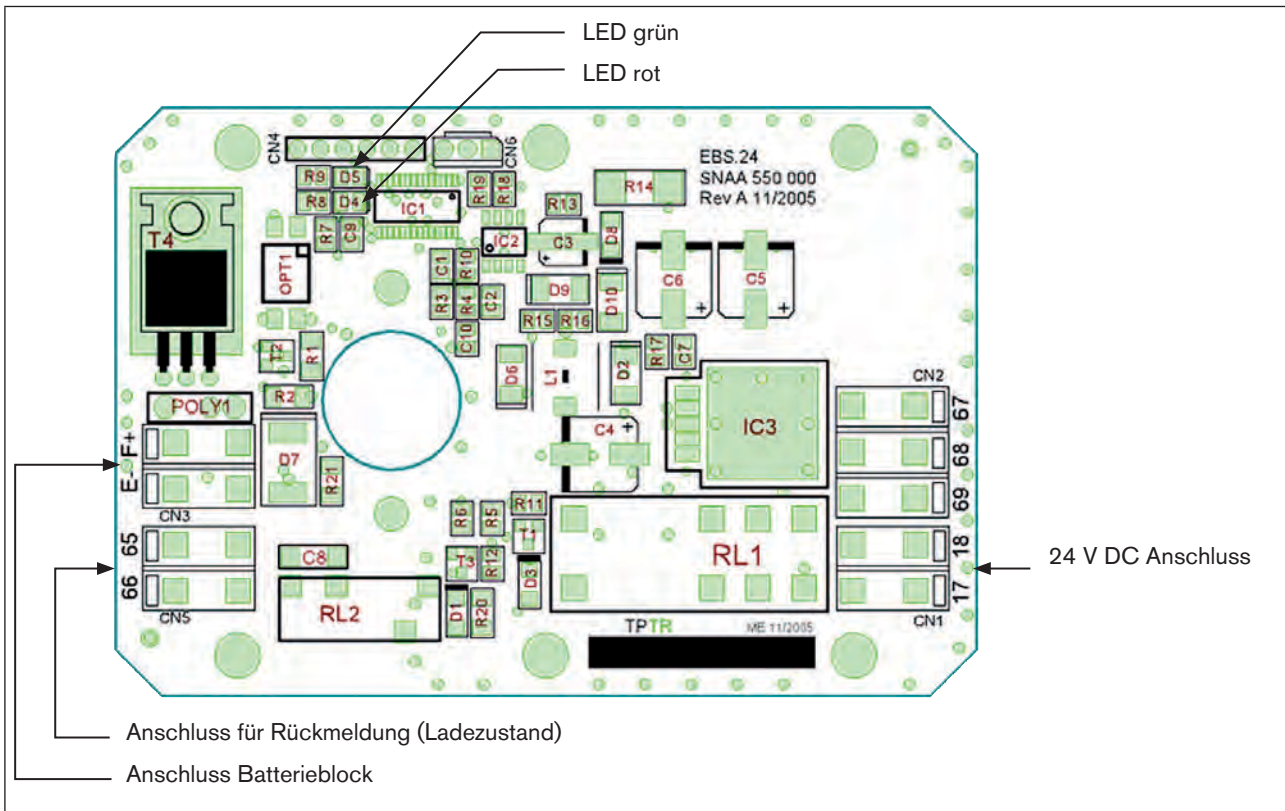 LED grün
LED rot
CN4
CN6
EBS.24
SNAA 550 000
Rev A 11/2005
R9 D5
R8 D4
IC1
R19
R18
R14
R13
R7
C9
T4
OPT1
IC2
C3
D8
C1
R10
C6
C5
R3
R4
C2
D9
D10
R15 R16
C10
T2
R1
D6
L1
D2
R17
C7
CN2
R2
POLY1
IC3
67
F+
C4
68
E-
D7
R21
69
CN3
R6
R5
R11
65
T1
RL1
18
24 V DC Anschluss
C8
T3
R12
66
D3
17
CN5
RL2
D1
R20
CN1
TPTR
ME 11/2005
Anschluss für Rückmeldung (Ladezustand)
Anschluss Batterieblock